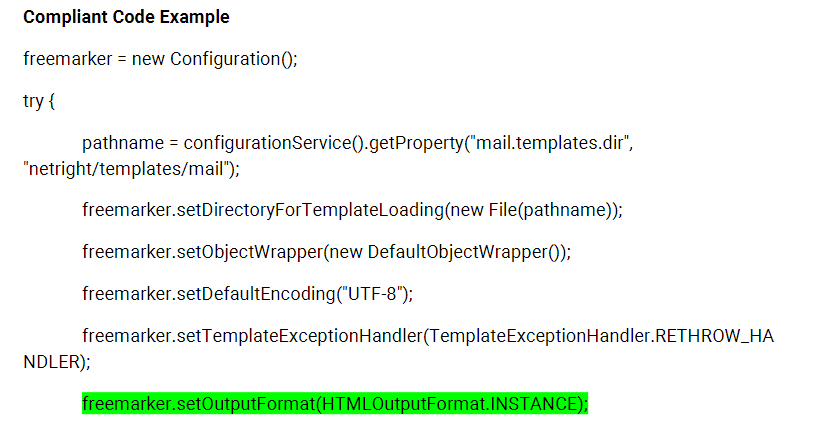 Compliant Code Example
freemarker = new Configuration();
try {
pathname = configurationService().getProperty("mail.templates.dir",
"netright/templates/mail");
freemarker.setDirectoryForTemplateLoading(new File(pathname));
freemarker.setObjectWrapper(new DefaultObjectWrapper());
freemarker.setDefaultEncoding("UTF-8");
freemarker.setTemplateExceptionHandler(TemplateExceptionHandler.RETHROW_HA
NDLER);
freemarker.setOutputFormat(HTMLOutputFormat.INSTANCE);